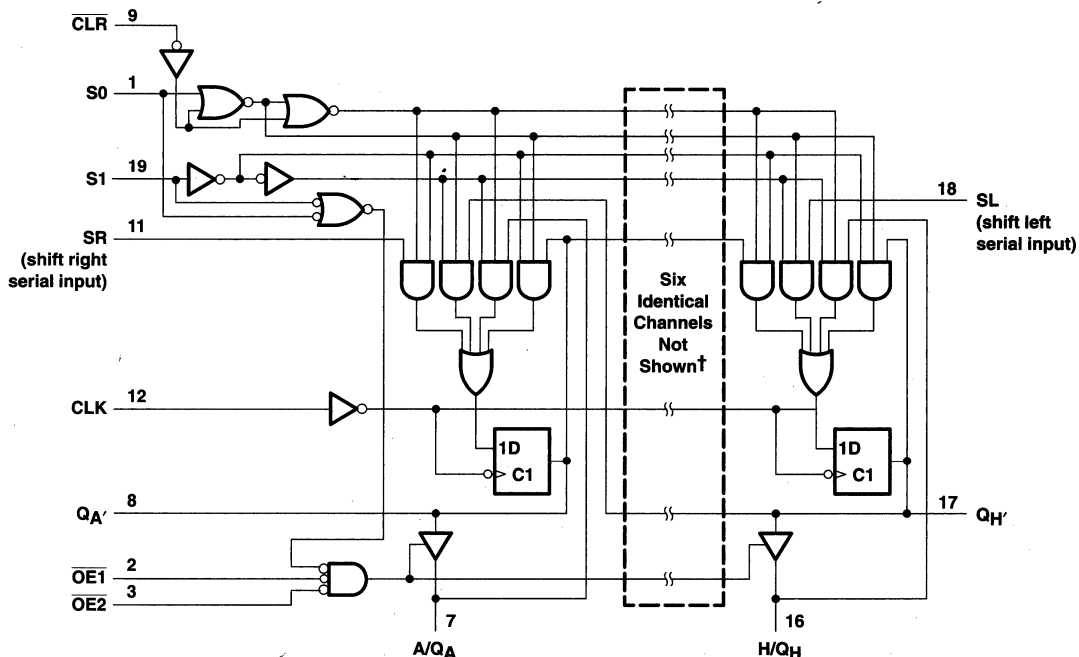 CLR 9
S0 1
S1 19
SR 11
(shift right
serial input)
18 SL
(shift left
serial input)
Six
Identical
Channels
Not
Shown†
CLK 12
1D
C1
1D
C1
QA′ 8
17 QH′
OE1 2
OE2 3
7
A/QA
16
H/QH